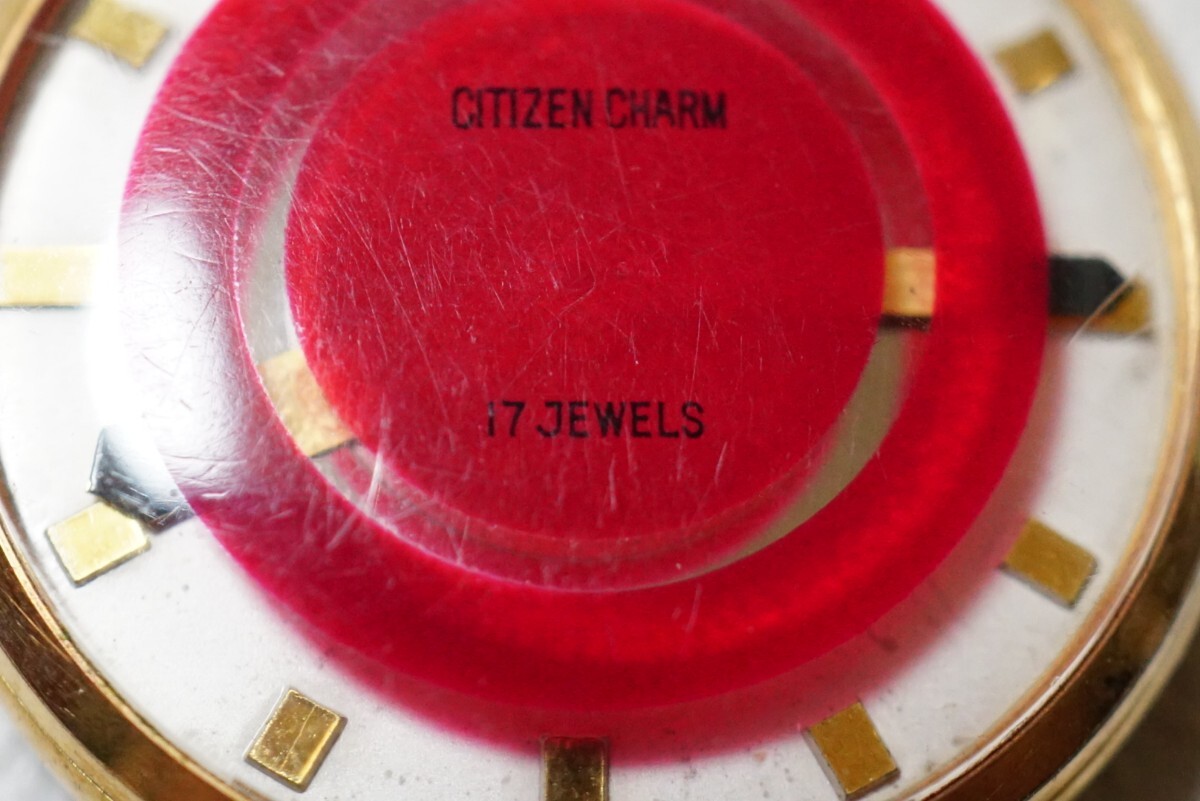 CITIZEN CHARM
17 JEWELS